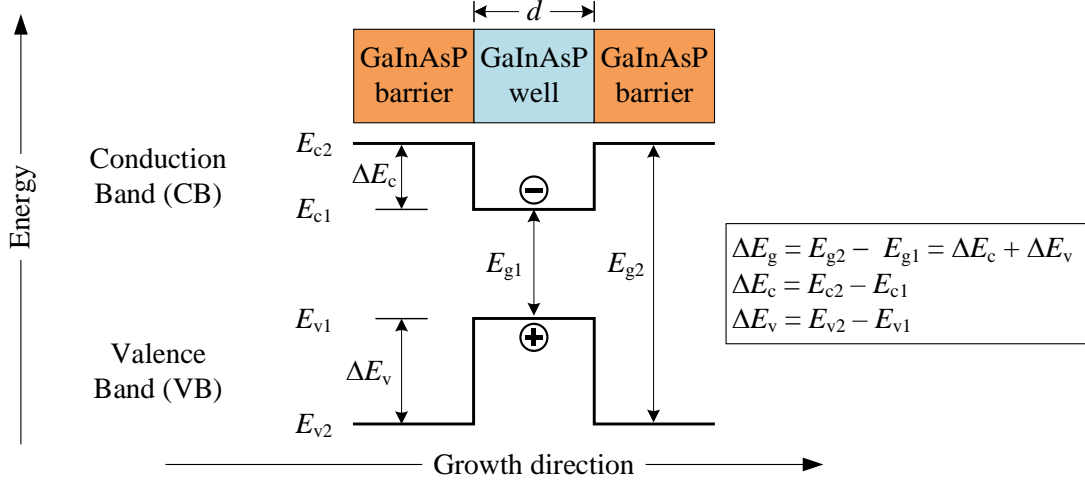 d
GaInAsP
barrier
GaInAsP
well
GaInAsP
barrier
Energy
Conduction
Band (CB)
Ec2
ΔEc
Ec1
Eg1
Eg2
ΔEg = Eg2 − Eg1 = ΔEc + ΔEv
ΔEc = Ec2 – Ec1
ΔEv = Ev2 – Ev1
Ev1
Valence
Band (VB)
ΔEv
Ev2
Growth direction